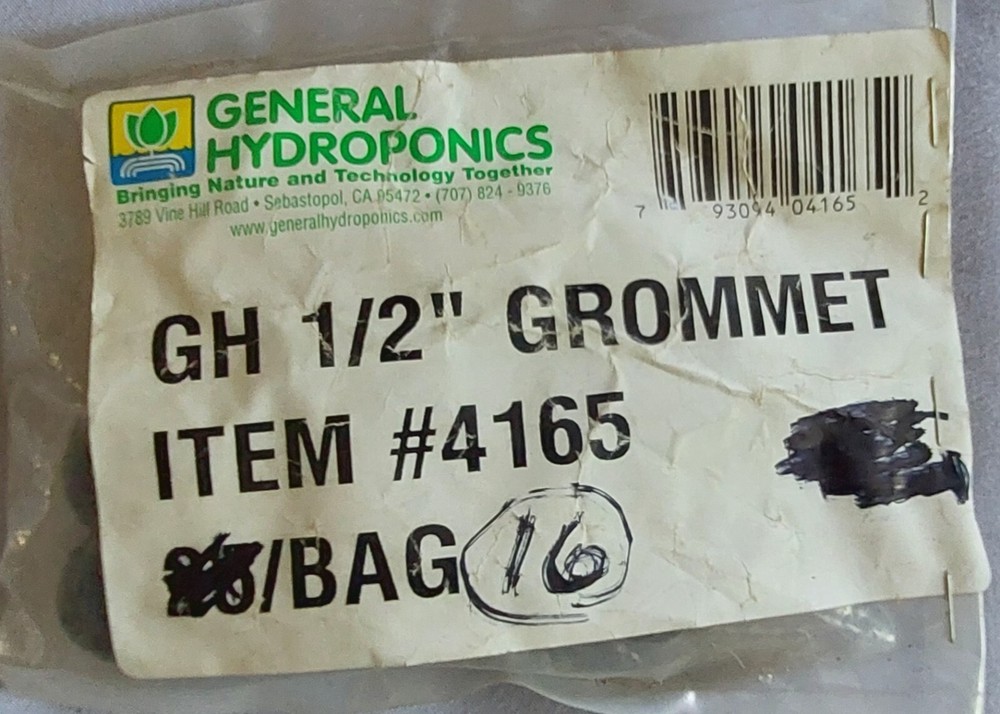 GENERAL
HYDROPONICS
Bringing Nature and Technology Together
3789 Vine Hill Road • Sebastopol, CA 95472 • (707) 824 - 9376
www.generalhydroponics.com
7 93094 04165 2
GH 1/2" GROMMET
ITEM #4165
/BAG 16